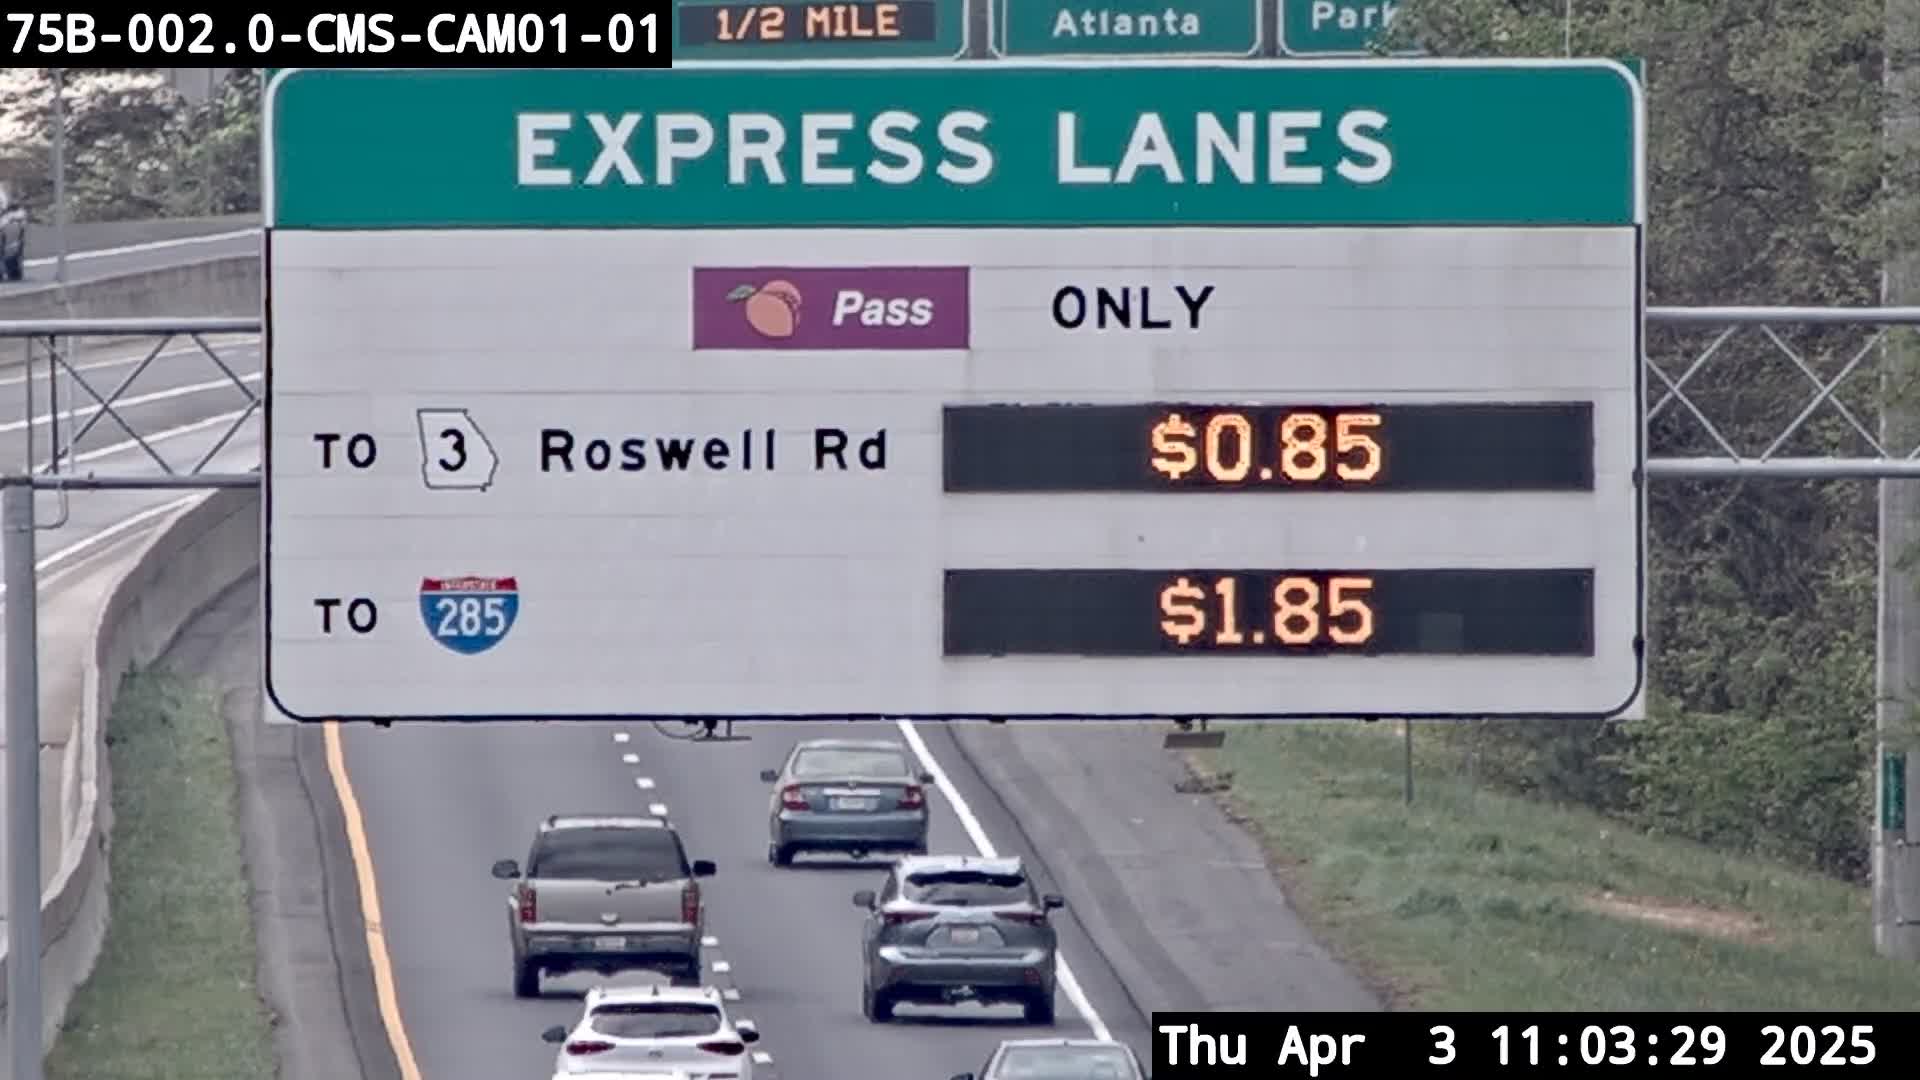 75B-002.0-CMS-CAM01-01
1/2 MILE
Atlanta
Park
EXPRESS LANES
Pass ONLY
TO 3 Roswell Rd $0.85
INTERSTATE
TO 285 $1.85
Thu Apr 3 11:03:29 2025